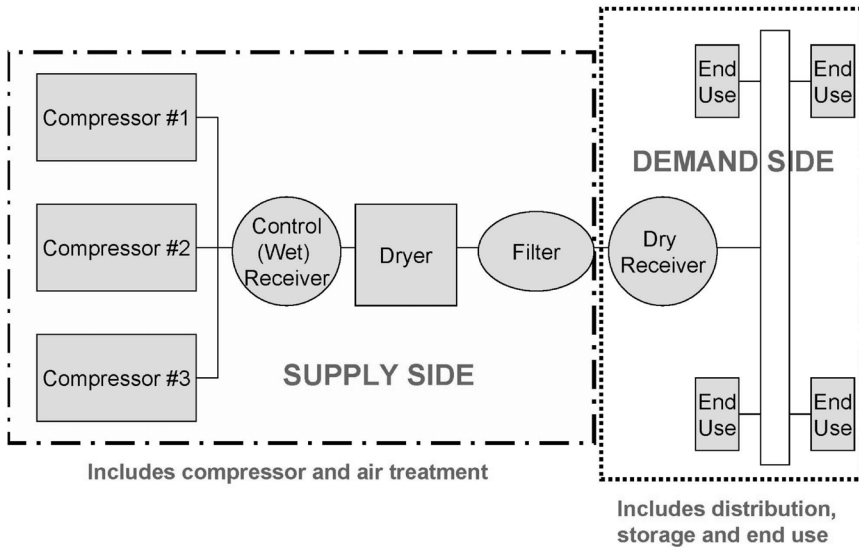 Compressor #1
Compressor #2
Compressor #3
Control
(Wet)
Receiver
Dryer
Filter
SUPPLY SIDE
Includes compressor and air treatment
End
Use
End
Use
DEMAND SIDE
Dry
Receiver
End
Use
End
Use
Includes distribution,
storage and end use